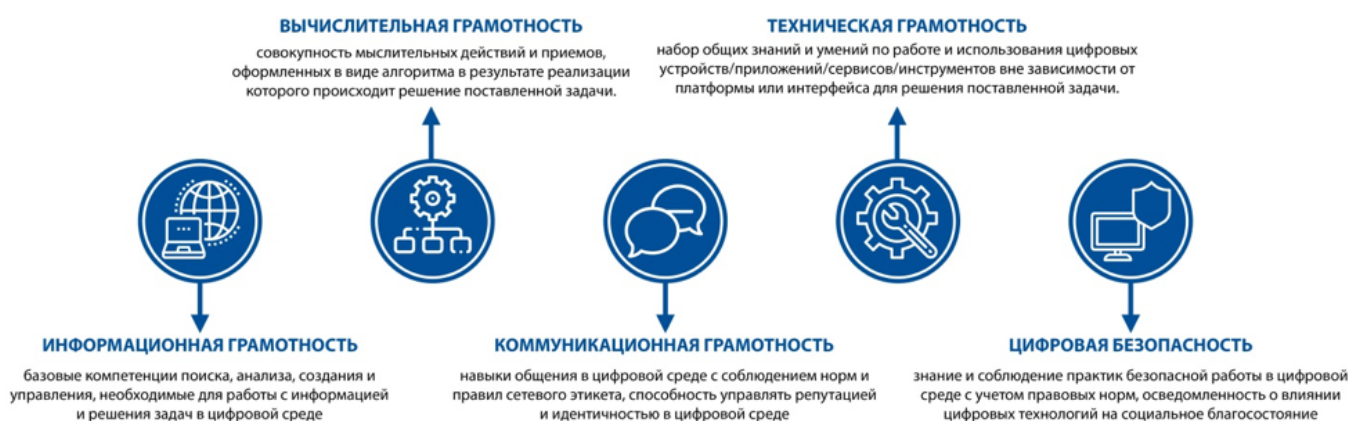 ВЫЧИСЛИТЕЛЬНАЯ ГРАМОТНОСТЬ
совокупность мыслительных действий и приемов,
оформленных в виде алгоритма в результате реализации
которого происходит решение поставленной задачи.
ТЕХНИЧЕСКАЯ ГРАМОТНОСТЬ
набор общих знаний и умений по работе и использования цифровых
устройств/приложений/сервисов/инструментов вне зависимости от
платформы или интерфейса для решения поставленной задачи.
ИНФОРМАЦИОННАЯ ГРАМОТНОСТЬ
базовые компетенции поиска, анализа, создания и
управления, необходимые для работы с информацией
и решения задач в цифровой среде
КОММУНИКАЦИОННАЯ ГРАМОТНОСТЬ
навыки общения в цифровой среде с соблюдением норм и
правил сетевого этикета, способность управлять репутацией
и идентичностью в цифровой среде
ЦИФРОВАЯ БЕЗОПАСНОСТЬ
знание и соблюдение практик безопасной работы в цифровой
среде с учетом правовых норм, осведомленность о влиянии
цифровых технологий на социальное благосостояние